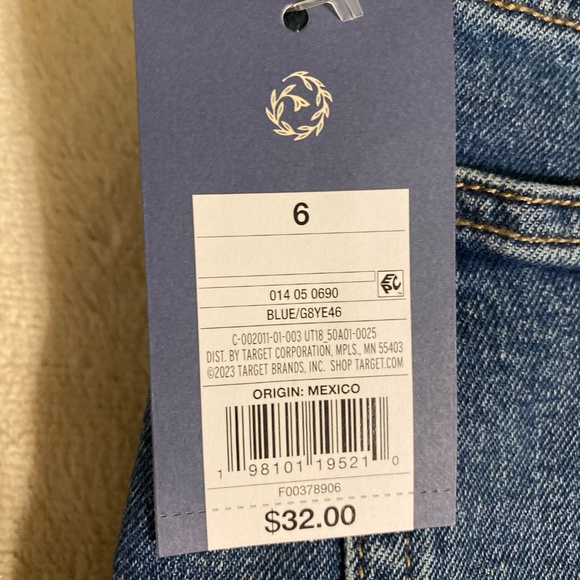 6
EPC
014 05 0690
BLUE/G8YE46
C-002011-01-003 UT18_50A01-0025
DIST. BY TARGET CORPORATION, MPLS., MN 55403
©2023 TARGET BRANDS, INC. SHOP TARGET.COM
ORIGIN: MEXICO
1 98101 19521 0
F00378906
$32.00